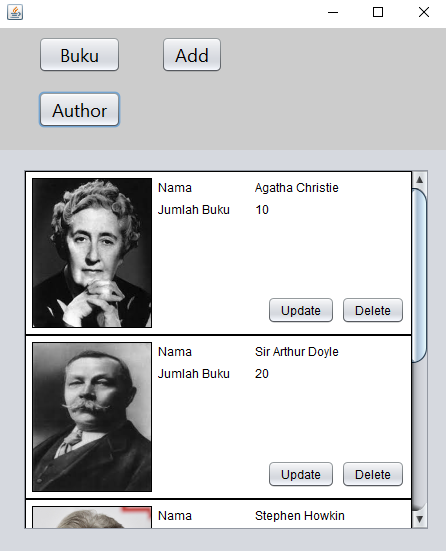 Buku Add
Author
Nama Agatha Christie
Jumlah Buku 10
Update Delete
Nama Sir Arthur Doyle
Jumlah Buku 20
Update Delete
Nama Stephen Howkin